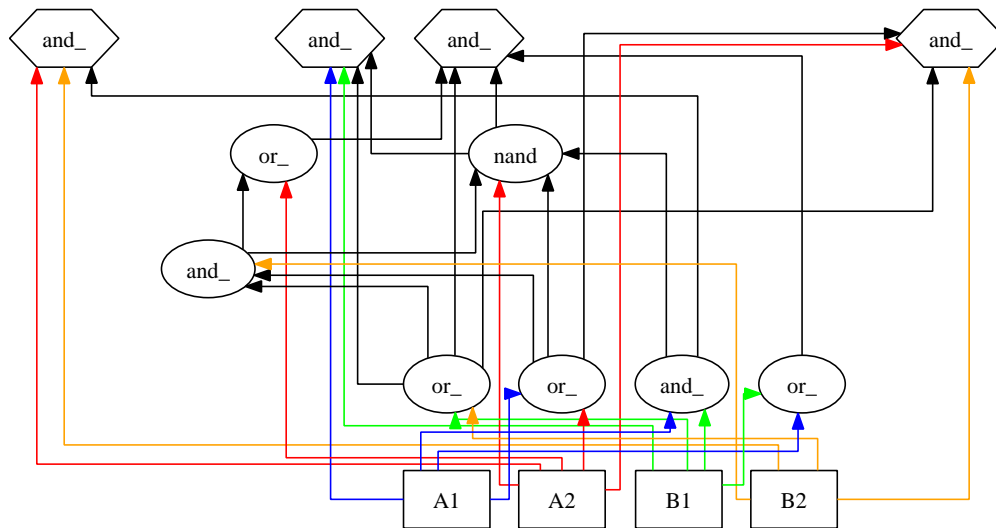 and_
and_
and_
and_
or_
nand
and_
or_
or_
and_
or_
A1
A2
B1
B2